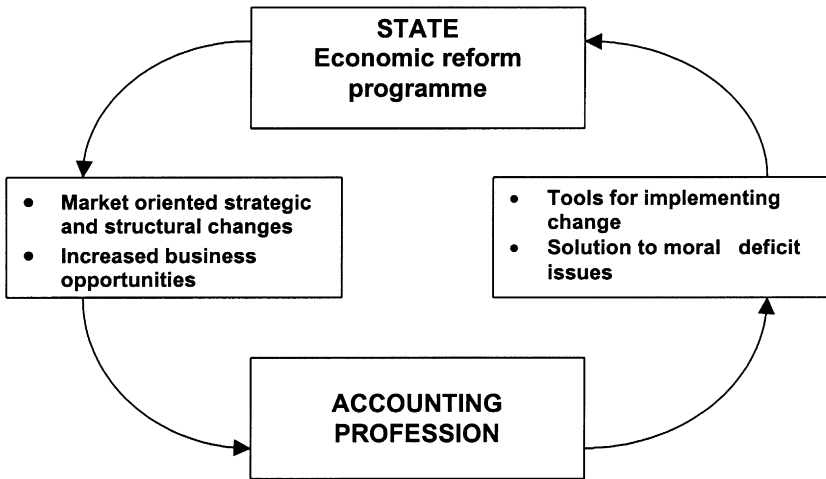 STATE
Economic reform
programme
• Market oriented strategic
and structural changes
• Increased business
opportunities
• Tools for implementing
change
• Solution to moral deficit
issues
ACCOUNTING
PROFESSION